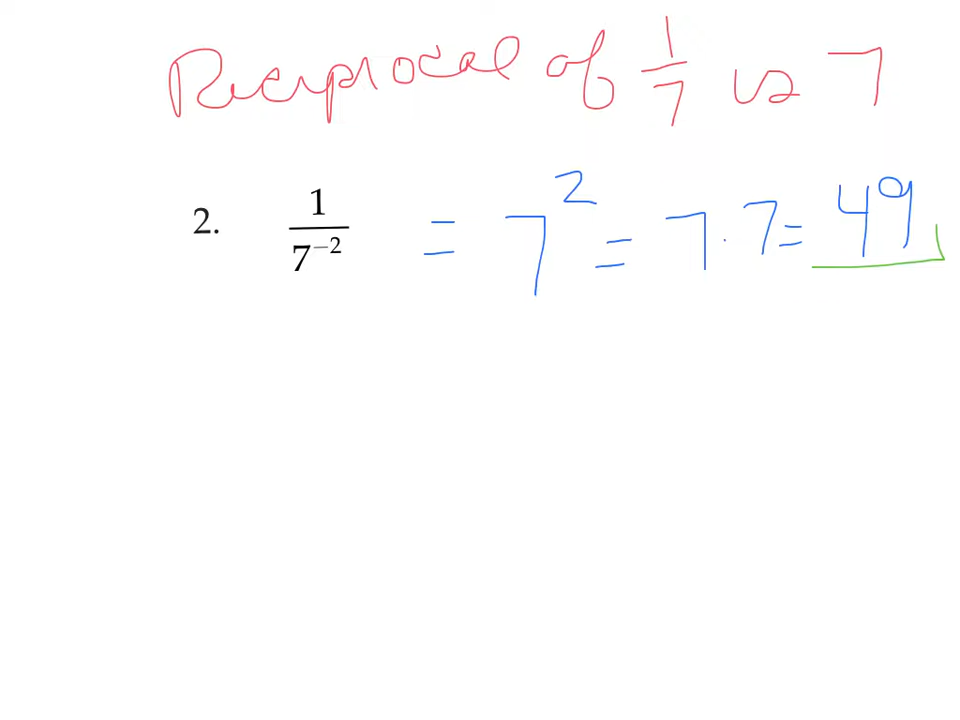 Reciprocal of 1/7 is 7
2. 1/7⁻² = 7² = 7 · 7 = 49